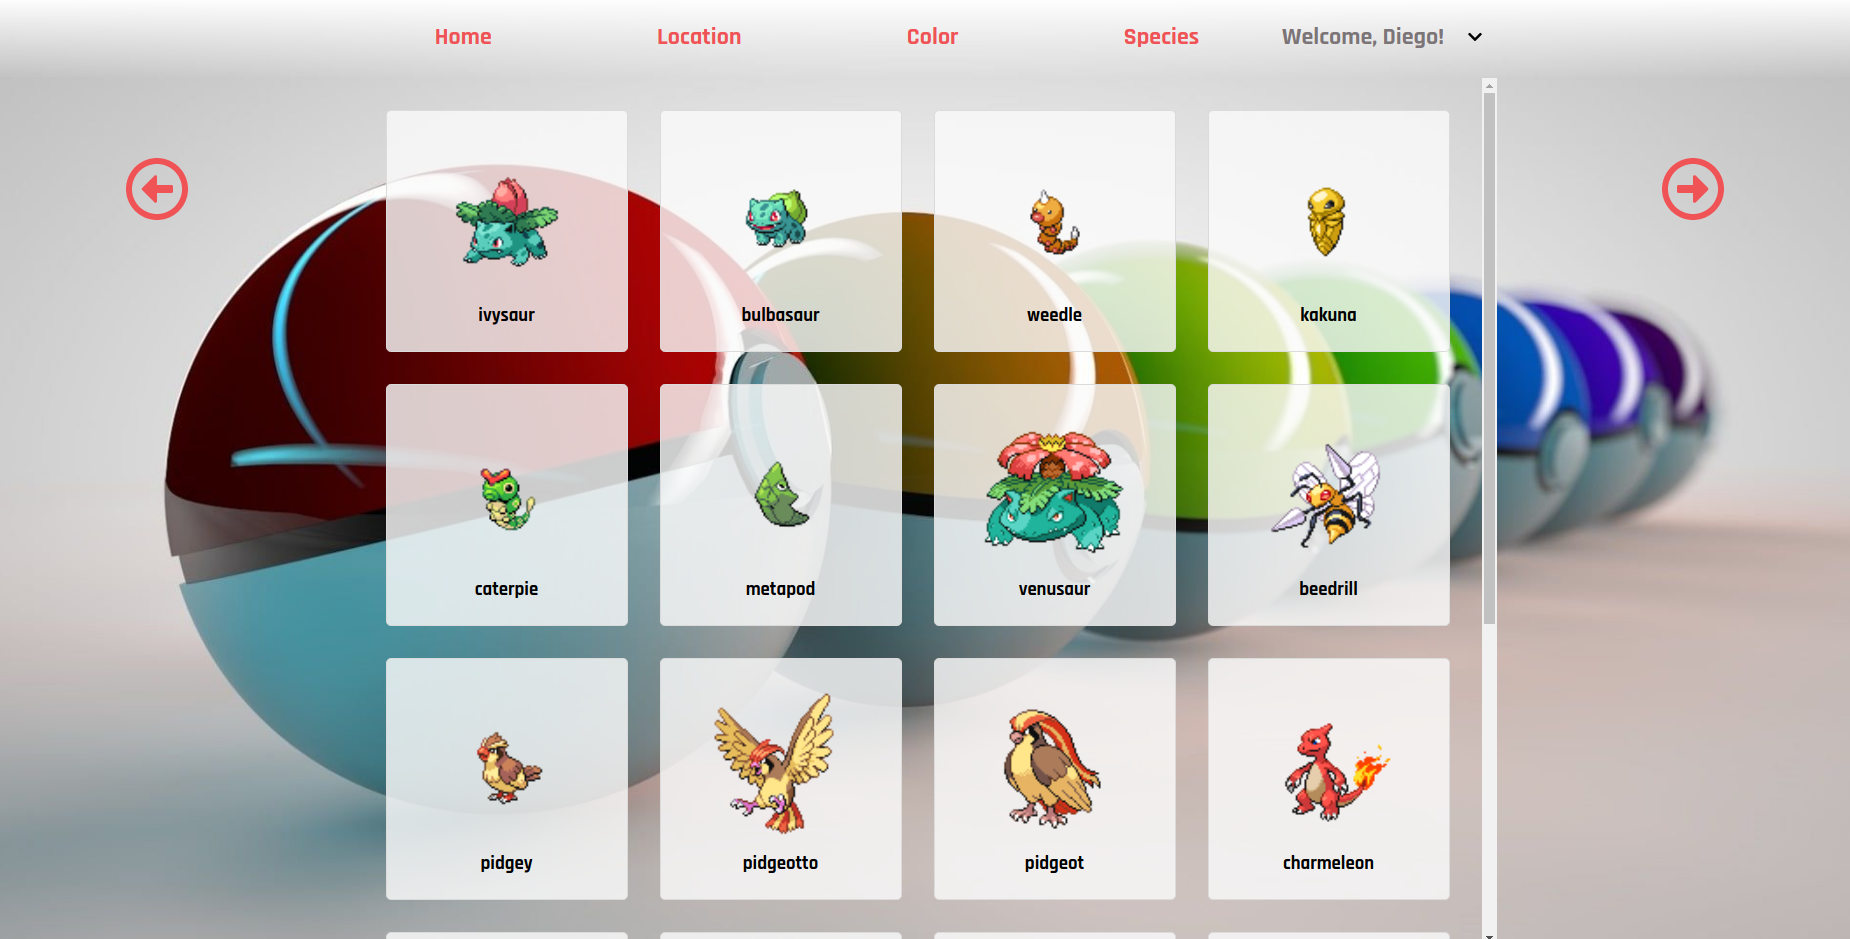 Home Location Color Species Welcome, Diego!
ivysaur bulbasaur weedle kakuna
caterpie metapod venusaur beedrill
pidgey pidgeotto pidgeot charmeleon